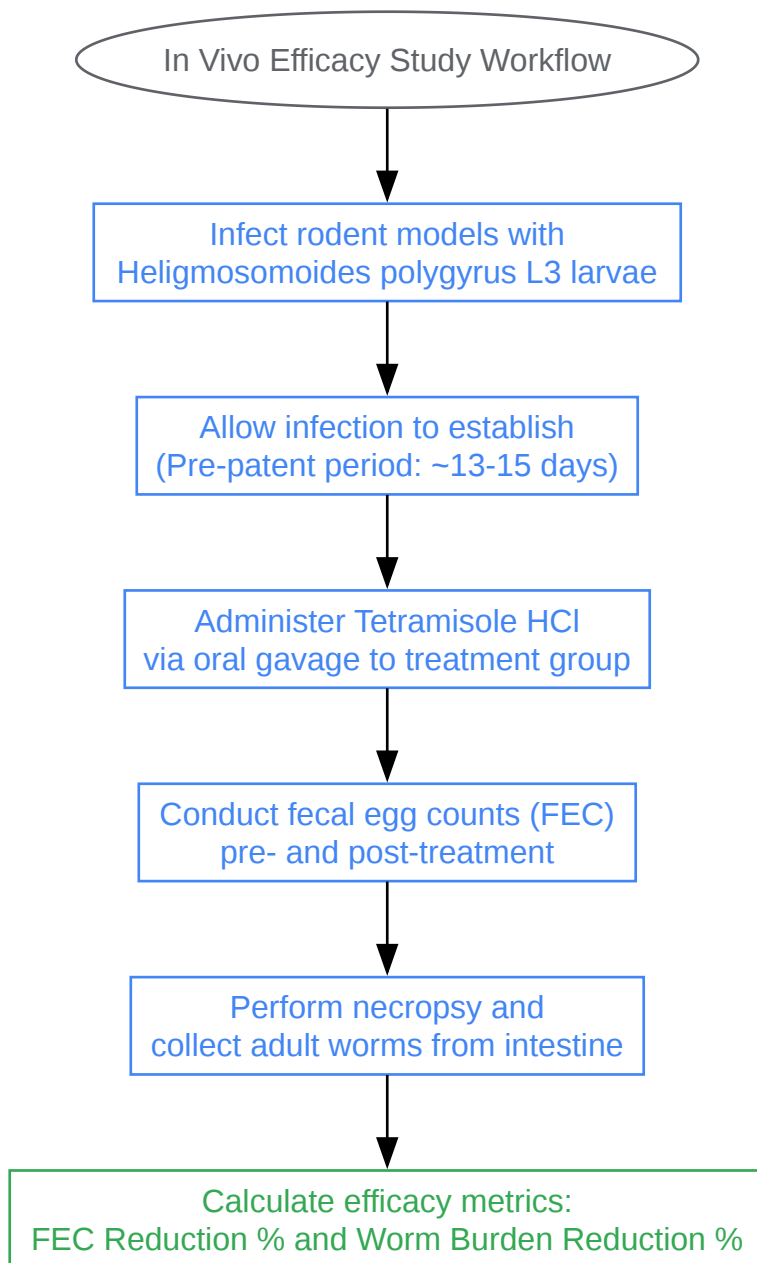 In Vivo Efficacy Study Workflow
Infect rodent models with
Heligmosomoides polygyrus L3 larvae
Allow infection to establish
(Pre-patent period: ~13-15 days)
Administer Tetramisole HCl
via oral gavage to treatment group
Conduct fecal egg counts (FEC)
pre- and post-treatment
Perform necropsy and
collect adult worms from intestine
Calculate efficacy metrics:
FEC Reduction % and Worm Burden Reduction %